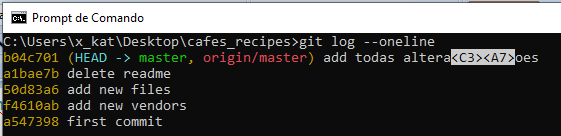 Prompt de Comando
C:\Users\x_kat\Desktop\cafes_recipes>git log --oneline
b04c701 (HEAD -> master, origin/master) add todas altera<C3><A7>oes
a1bae7b delete readme
50d83a6 add new files
f4610ab add new vendors
a547398 first commit